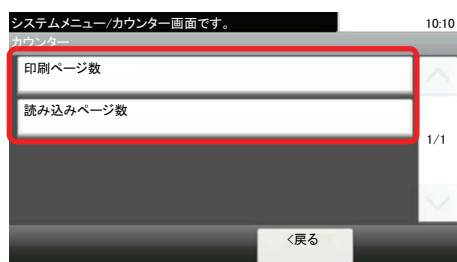 システムメニュー/カウンター画面です。
10:10
カウンター
印刷ページ数
読み込みページ数
1/1
<戻る